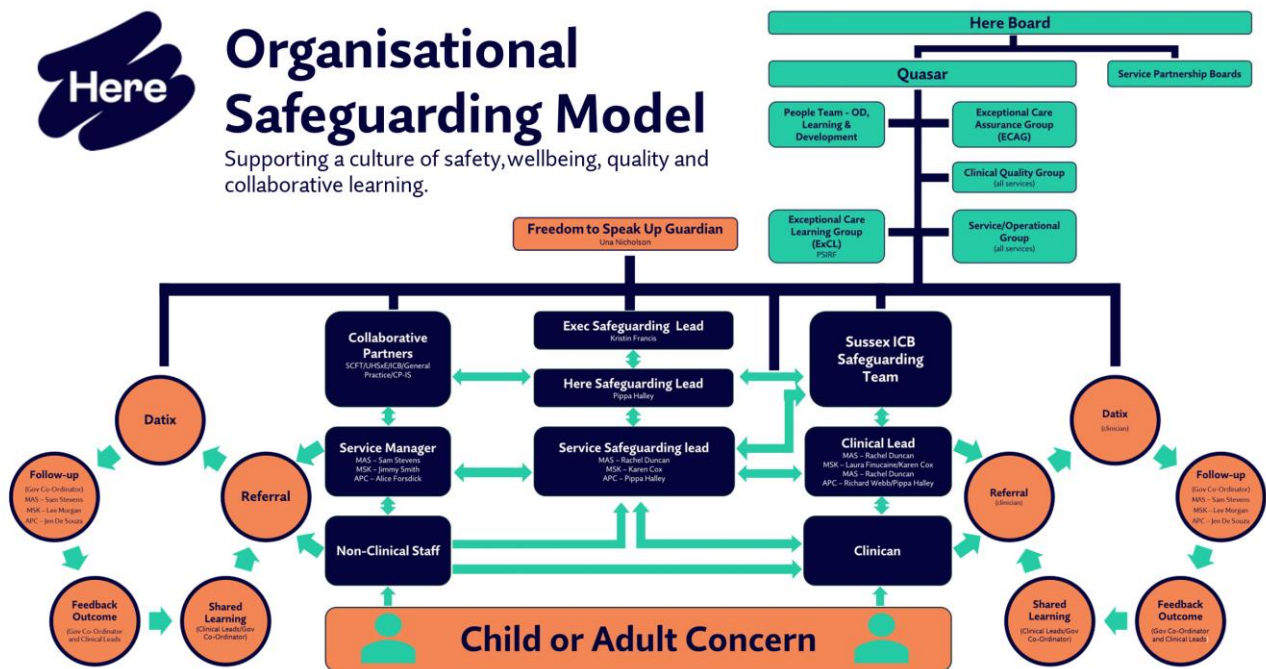 Here
Organisational
Safeguarding Model
Supporting a culture of safety,wellbeing, quality and
collaborative learning.
Here Board
Quasar
Service Partnership Boards
People Team - OD,
Learning &
Development
Exceptional Care
Assurance Group
(ECAG)
Clinical Quality Group
(all services)
Exceptional Care
Learning Group
(ExCL)
PSIRF
Service/Operational
Group
(all services)
Freedom to Speak Up Guardian
Una Nicholson
Collaborative
Partners
SCFT/UHSxE/ICB/General
Practice/CP-IS
Exec Safeguarding Lead
Kristin Francis
Here Safeguarding Lead
Pippa Halley
Sussex ICB
Safeguarding
Team
Service Manager
MAS – Sam Stevens
MSK – Jimmy Smith
APC – Alice Forsdick
Service Safeguarding lead
MAS – Rachel Duncan
MSK – Karen Cox
APC – Pippa Halley
Clinical Lead
MAS – Rachel Duncan
MSK – Laura Finucaine/Karen Cox
MAS – Rachel Duncan
APC – Richard Webb/Pippa Halley
Non-Clinical Staff
Clinican
Child or Adult Concern
Datix
Follow-up
(Gov Co-Ordinator)
MAS – Sam Stevens
MSK – Lee Morgan
APC – Jen De Souza
Referral
Feedback
Outcome
(Gov Co-Ordinator
and Clinical Leads
Shared
Learning
(Clinical Leads/Gov
Co-Ordinator)
Datix
(clinician)
Referral
(clinician)
Follow-up
(Gov Co-Ordinator)
MAS – Sam Stevens
MSK – Lee Morgan
APC – Jen De Souza
Shared
Learning
(Clinical Leads/Gov
Co-Ordinator)
Feedback
Outcome
(Gov Co-Ordinator
and Clinical Leads)